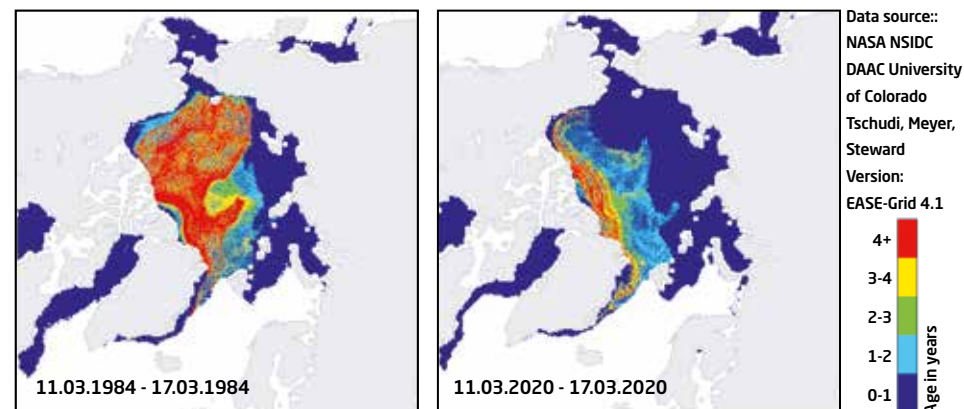 11.03.1984 - 17.03.1984
11.03.2020 - 17.03.2020
Data source::
NASA NSIDC
DAAC University
of Colorado
Tschudi, Meyer,
Steward
Version:
EASE-Grid 4.1
4+
3-4
2-3
1-2
0-1
Age in years